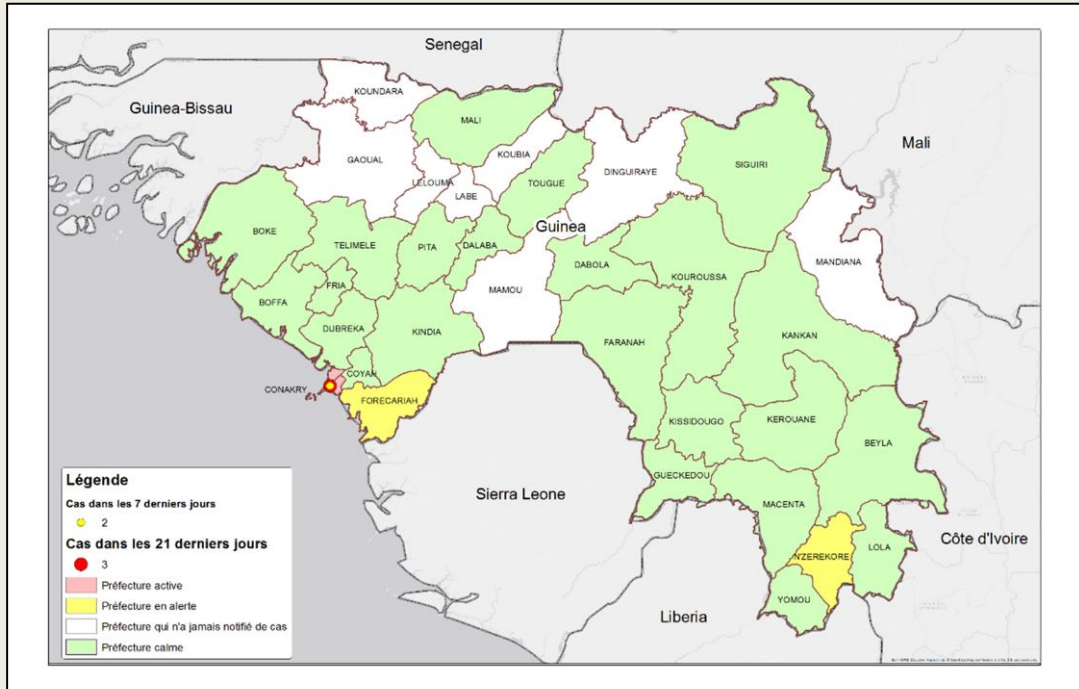 Senegal
Guinea-Bissau
KOUNDARA
MALI
Mali
GAOUAL
KOUBIA
SIGUIRI
LELOUMA
DINGUIRAYE
LABE
TOUGUE
Guinea
BOKE
TELIMELE
PITA
DALABA
MANDIANA
DABOLA
KOUROUSSA
FRIA
MAMOU
BOFFA
DUBREKA
KINDIA
KANKAN
FARANAH
COYAH
CONAKRY
FORECARIAH
KISSIDOUGO
KEROUANE
BEYLA
GUECKEDOU
Sierra Leone
MACENTA
Côte d'Ivoire
N'ZEREKORE
LOLA
YOMOU
Liberia
Légende
Cas dans les 7 derniers jours
2
Cas dans les 21 derniers jours
3
Préfecture active
Préfecture en alerte
Préfecture qui n'a jamais notifié de cas
Préfecture calme